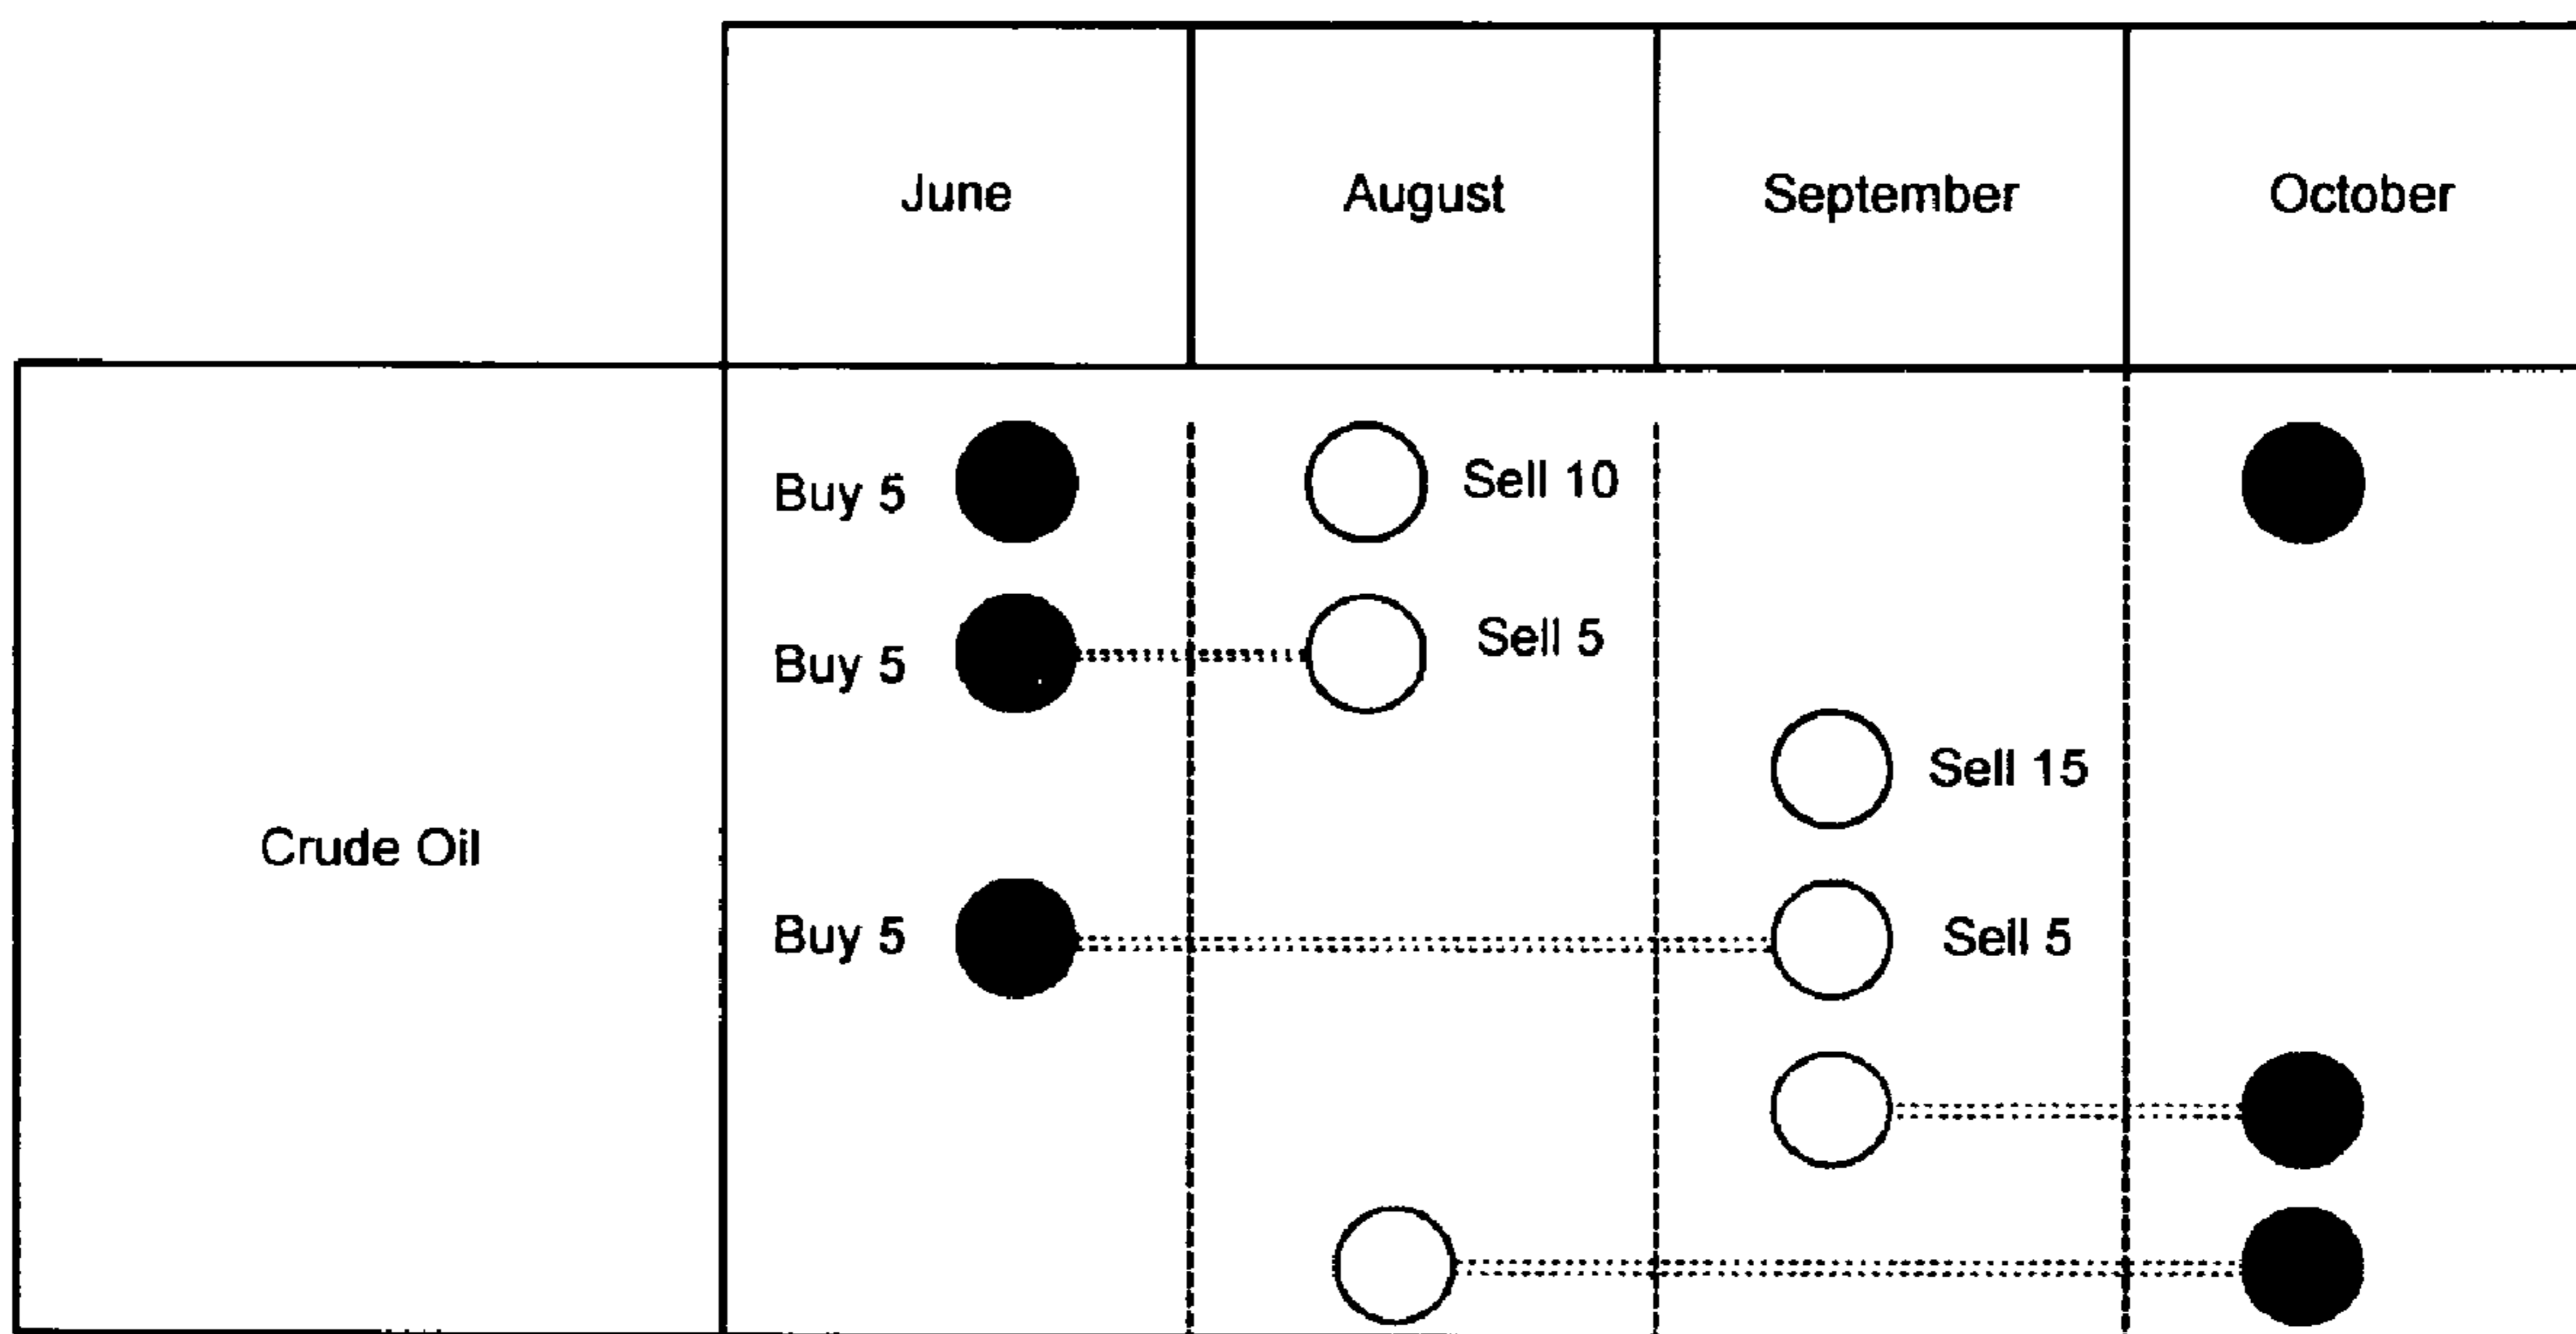 June August September October
Buy 5 Sell 10
Buy 5 Sell 5
Sell 15
Crude Oil
Buy 5 Sell 5